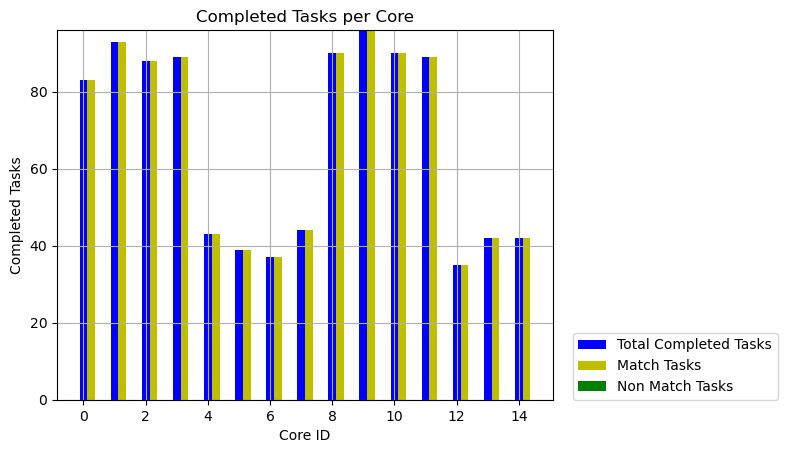 Completed Tasks per Core
Completed Tasks
80
60
40
20
0
0 2 4 6 8 10 12 14
Core ID
Total Completed Tasks
Match Tasks
Non Match Tasks